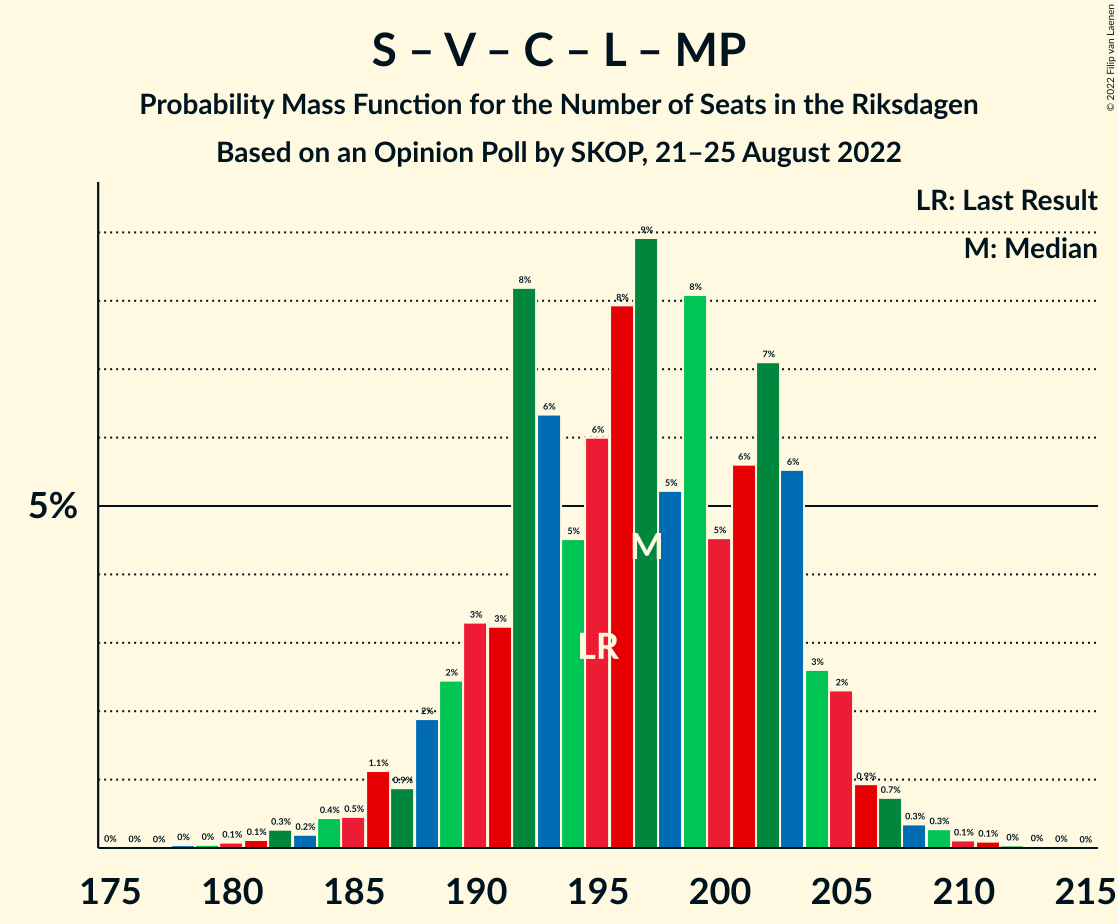 S – V – C – L – MP
Probability Mass Function for the Number of Seats in the Riksdagen
Based on an Opinion Poll by SKOP, 21–25 August 2022
© 2022 Filip van Laenen
LR: Last Result
M: Median
5%
0% 0% 0% 0% 0% 0.1% 0.1% 0.3% 0.2% 0.4% 0.5% 1.1% 0.9% 2% 2% 3% 3% 8% 6% 5% 6% 8% 9% 5% 8% 5% 6% 7% 6% 3% 2% 0.9% 0.7% 0.3% 0.3% 0.1% 0.1% 0% 0% 0% 0%
M
LR
175 180 185 190 195 200 205 210 215